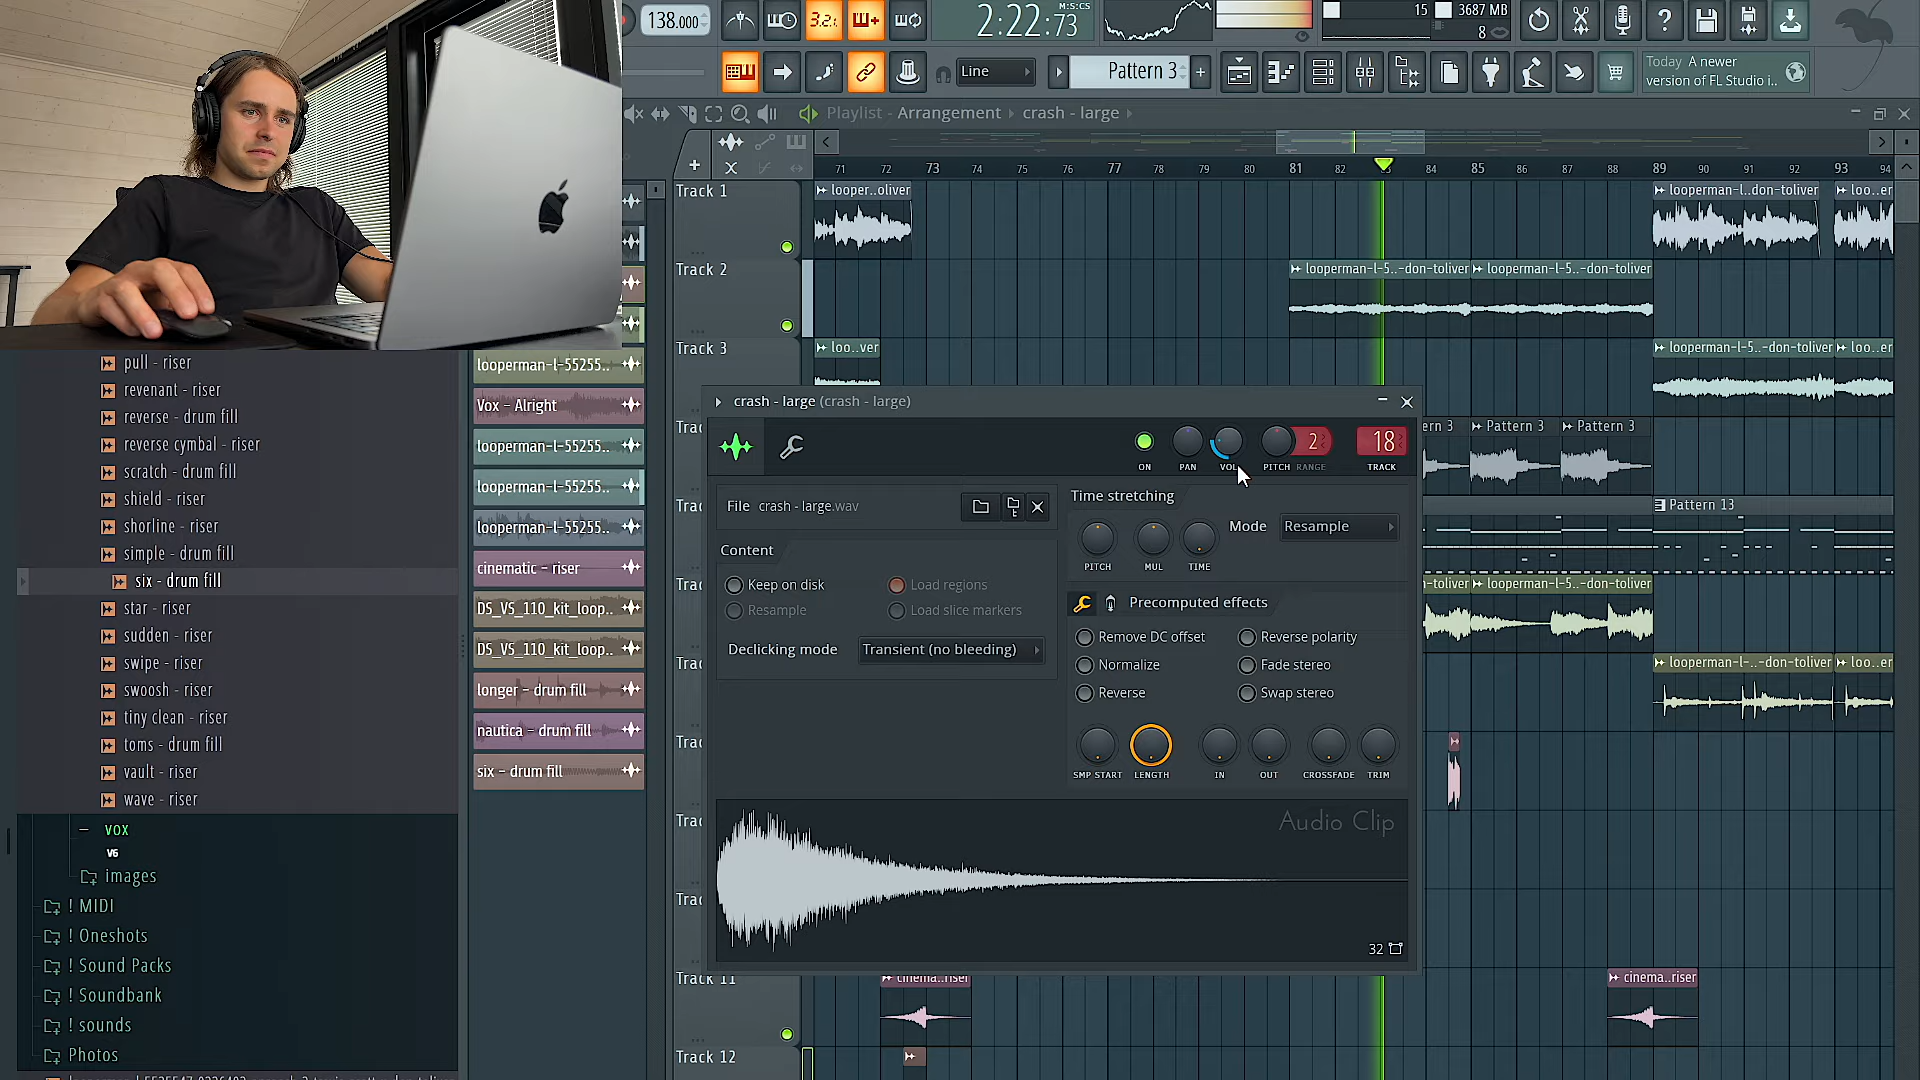 138.000
3.2.
2:22:73
M:S:CS
15
3687 MB
8
Line
Pattern 3
Today A newer
version of FL Studio i..
Playlist - Arrangement › crash - large
71 72 73 74 75 76 77 78 79 80 81 82 83 84 85 86 87 88 89 90 91 92 93 94
Track 1
looper..oliver
looperman-l..don-toliver
loo..er
Track 2
looperman-l-5..-don-toliver
looperman-l-5..-don-toliver
Track 3
loo..ver
looperman-l-5..-don-toliver
loo..er
pull - riser
revenant - riser
reverse - drum fill
reverse cymbal - riser
scratch - drum fill
shield - riser
shorline - riser
simple - drum fill
six - drum fill
star - riser
sudden - riser
swipe - riser
swoosh - riser
tiny clean - riser
toms - drum fill
vault - riser
wave - riser
vox
V6
images
! MIDI
! Oneshots
! Sound Packs
! Soundbank
! sounds
Photos
looperman-l-55255..
Vox - Alright
looperman-l-55255..
looperman-l-55255..
looperman-l-55255..
cinematic - riser
DS_VS_110_kit_loop..
DS_VS_110_kit_loop..
longer - drum fill
nautica - drum fill
six - drum fill
crash - large (crash - large)
2
18
ON
PAN
VOL
PITCH
RANGE
TRACK
File crash - large.wav
Content
Keep on disk
Load regions
Resample
Load slice markers
Declicking mode
Transient (no bleeding)
Time stretching
Mode
Resample
PITCH
MUL
TIME
Precomputed effects
Remove DC offset
Reverse polarity
Normalize
Fade stereo
Reverse
Swap stereo
SMP START
LENGTH
IN
OUT
CROSSFADE
TRIM
Audio Clip
32
ern 3
Pattern 3
Pattern 3
Pattern 13
n-toliver
looperman-l-5..-don-toliver
looperman-l-..-don-toliver
loo..er
Track 11
cinema..riser
cinema..riser
Track 12